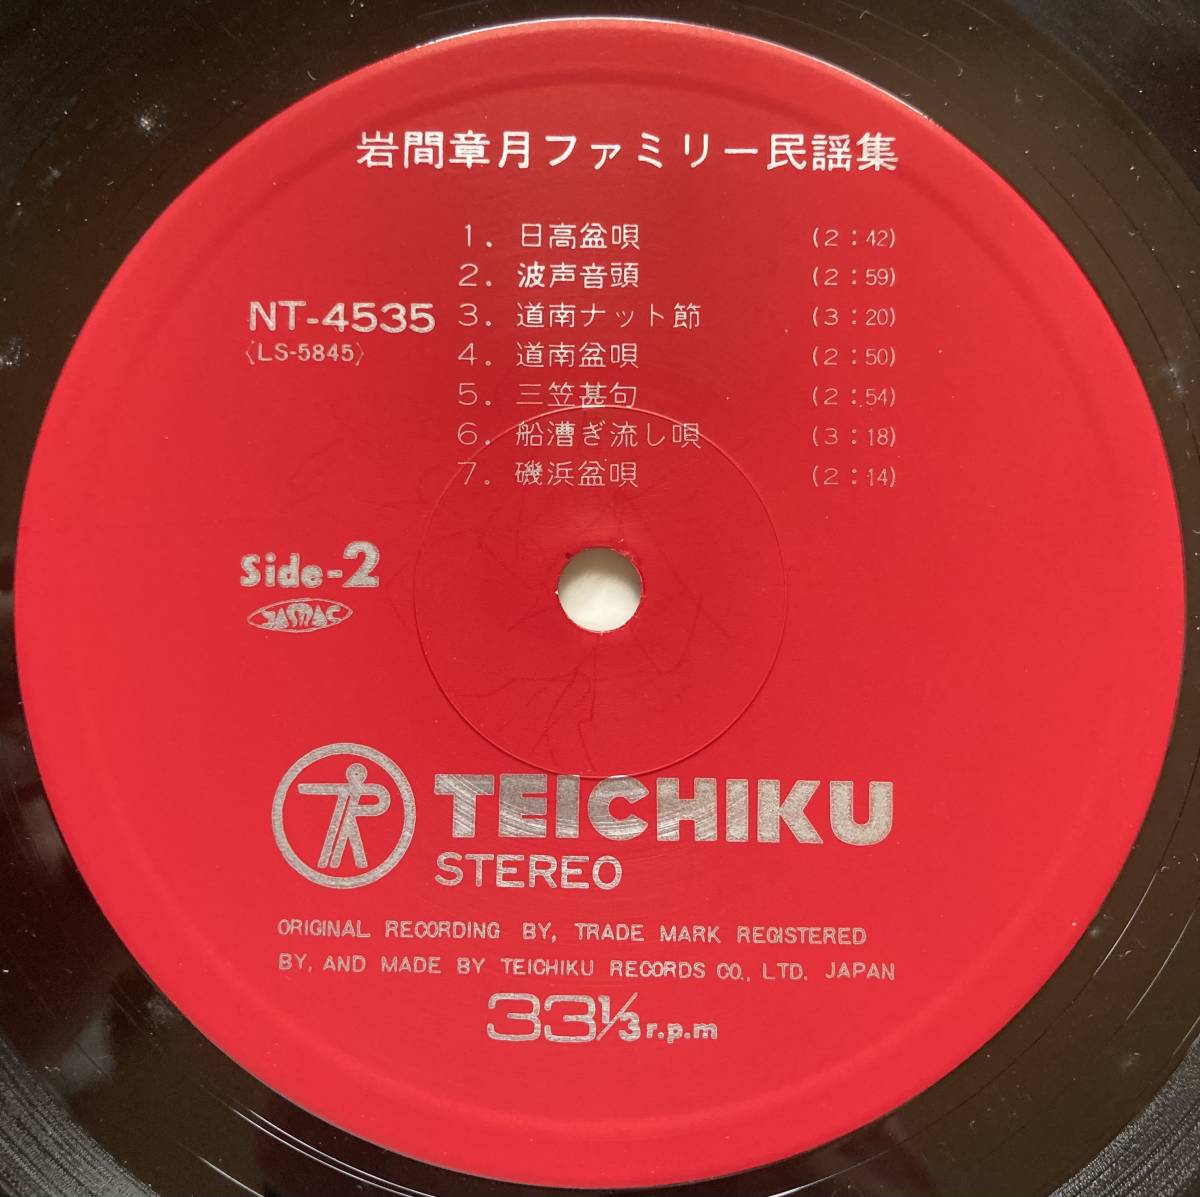 岩間章月ファミリー民謡集
1. 日高盆唄 (2:42)
2. 波声音頭 (2:59)
NT-4535
3. 道南ナット節 (3:20)
〈LS-5845〉
4. 道南盆唄 (2:50)
5. 三笠甚句 (2:54)
6. 船漕ぎ流し唄 (3:18)
7. 磯浜盆唄 (2:14)
Side-2
JASRAC
TEICHIKU
STEREO
ORIGINAL RECORDING BY, TRADE MARK REGISTERED
BY, AND MADE BY TEICHIKU RECORDS CO., LTD. JAPAN
33⅓ r.p.m